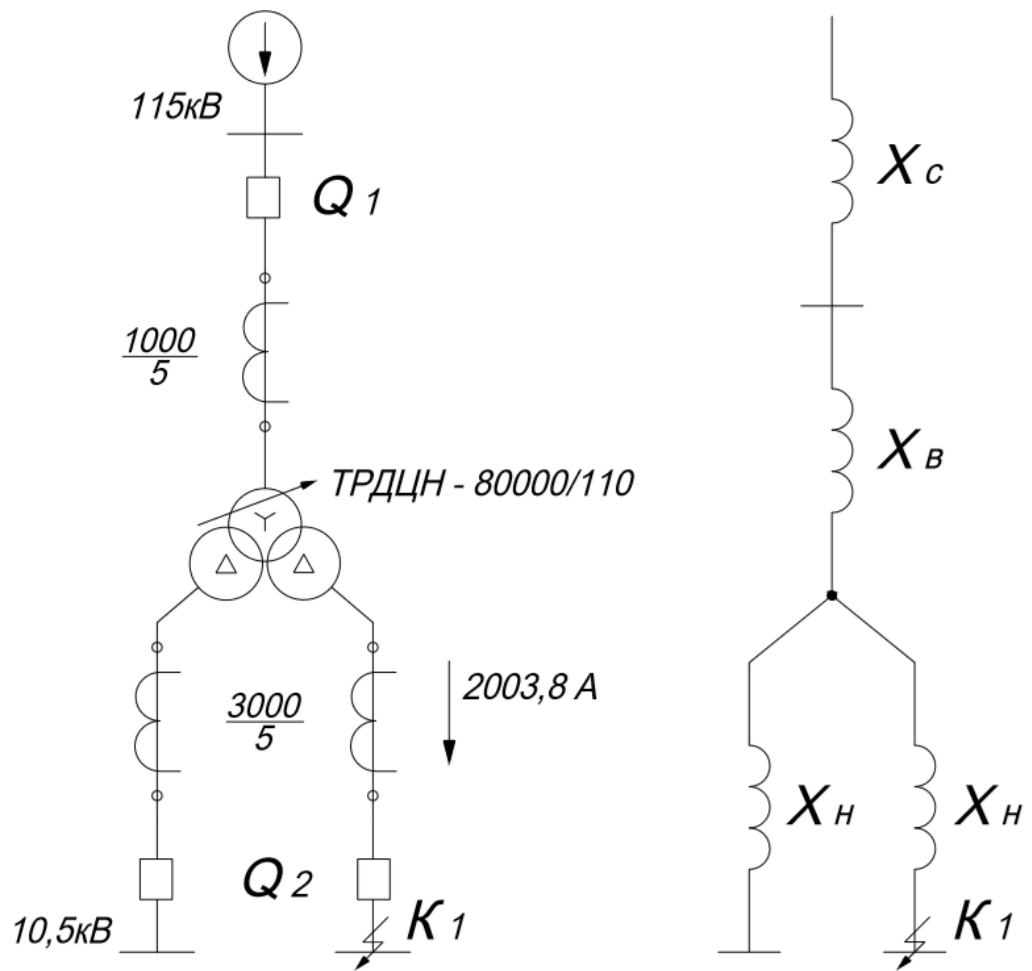 115кВ
Q 1
1000
5
ТРДЦН - 80000/110
3000
5
2003,8 А
Q 2
К 1
10,5кВ
X с
X в
X н
X н
К 1